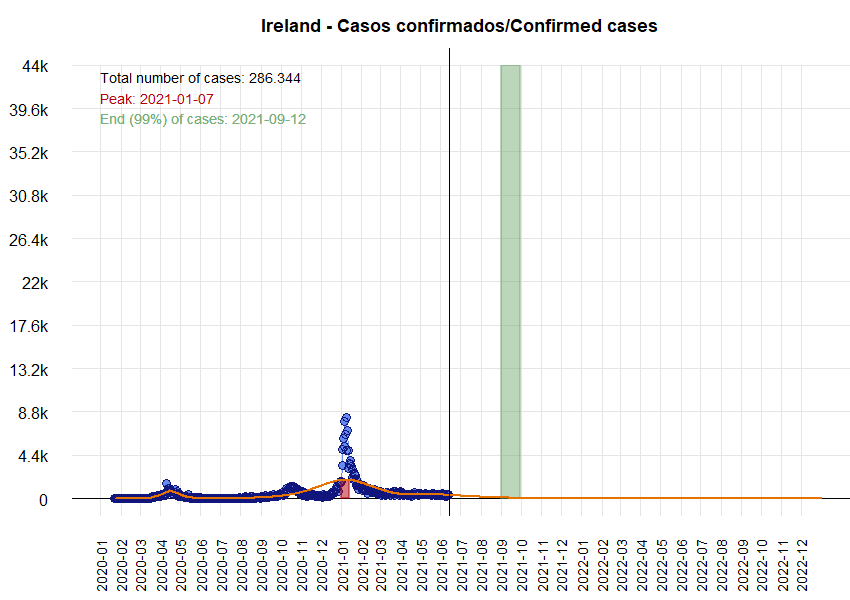 Ireland - Casos confirmados/Confirmed cases
44k
Total number of cases: 286.344
Peak: 2021-01-07
39.6k
End (99%) of cases: 2021-09-12
35.2k
30.8k
26.4k
22k
17.6k
13.2k
8.8k
4.4k
0
2020-01
2020-02
2020-03
2020-04
2020-05
2020-06
2020-07
2020-08
2020-09
2020-10
2020-11
2020-12
2021-01
2021-02
2021-03
2021-04
2021-05
2021-06
2021-07
2021-08
2021-09
2021-10
2021-11
2021-12
2022-01
2022-02
2022-03
2022-04
2022-05
2022-06
2022-07
2022-08
2022-09
2022-10
2022-11
2022-12